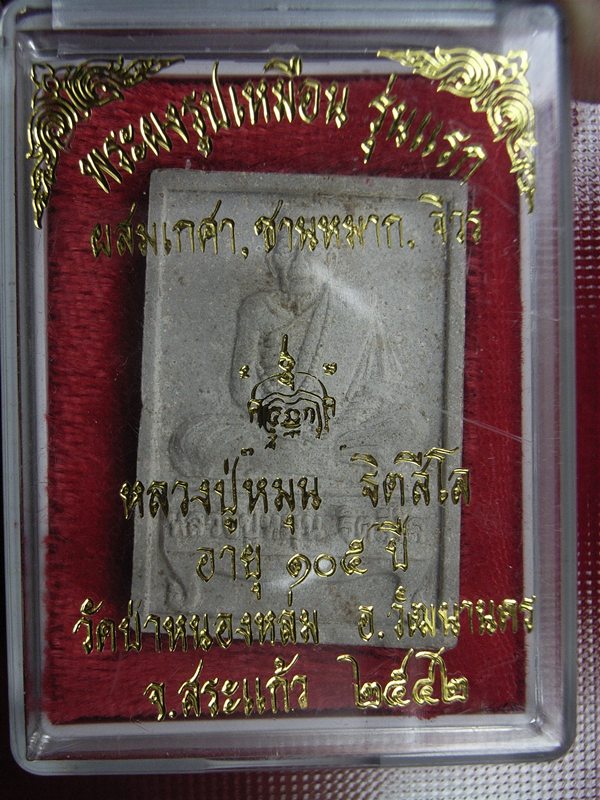 พระผงรูปเหมือน รุ่นแรก
ผสมเกศา, ชานหมาก, จีวร
หลวงปู่หมุน ฐิตสีโล
อายุ ๑๐๕ ปี
วัดป่าหนองหล่ม อ.วัฒนานคร
จ.สระแก้ว ๒๕๔๒